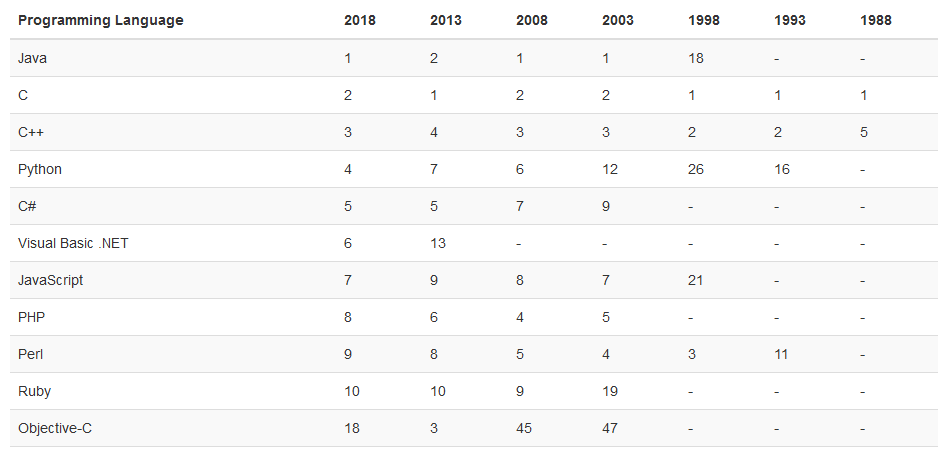 Programming Language 2018 2013 2008 2003 1998 1993 1988
Java 1 2 1 1 18 - -
C 2 1 2 2 1 1 1
C++ 3 4 3 3 2 2 5
Python 4 7 6 12 26 16 -
C# 5 5 7 9 - - -
Visual Basic .NET 6 13 - - - - -
JavaScript 7 9 8 7 21 - -
PHP 8 6 4 5 - - -
Perl 9 8 5 4 3 11 -
Ruby 10 10 9 19 - - -
Objective-C 18 3 45 47 - - -